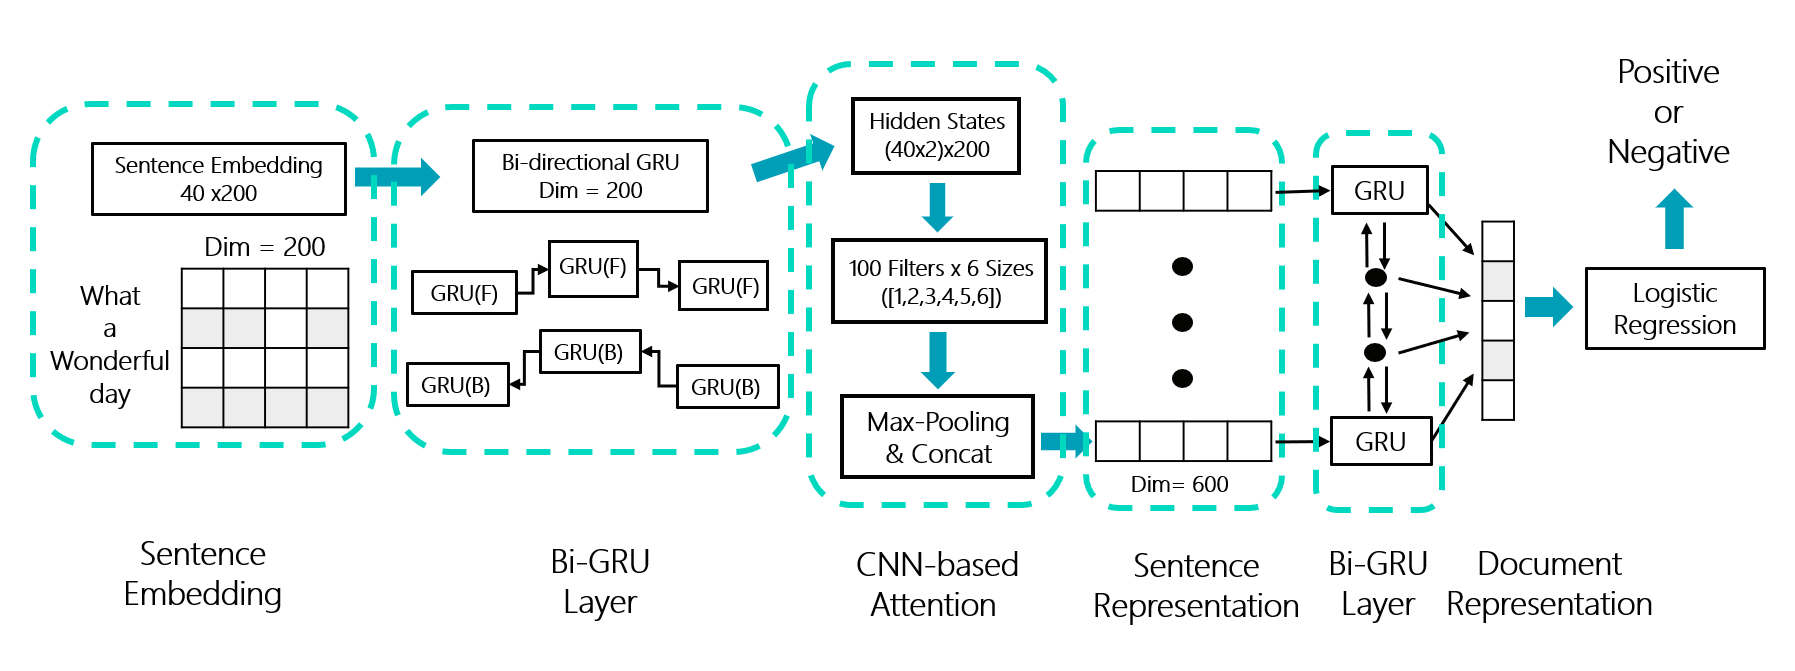 Sentence Embedding
40 x200
Dim = 200
What
a
Wonderful
day
Sentence
Embedding
Bi-directional GRU
Dim = 200
GRU(F)
GRU(F)
GRU(F)
GRU(B)
GRU(B)
GRU(B)
Bi-GRU
Layer
Hidden States
(40x2)x200
100 Filters x 6 Sizes
([1,2,3,4,5,6])
Max-Pooling
& Concat
CNN-based
Attention
Dim= 600
Sentence
Representation
GRU
GRU
Bi-GRU
Layer
Document
Representation
Logistic
Regression
Positive
or
Negative